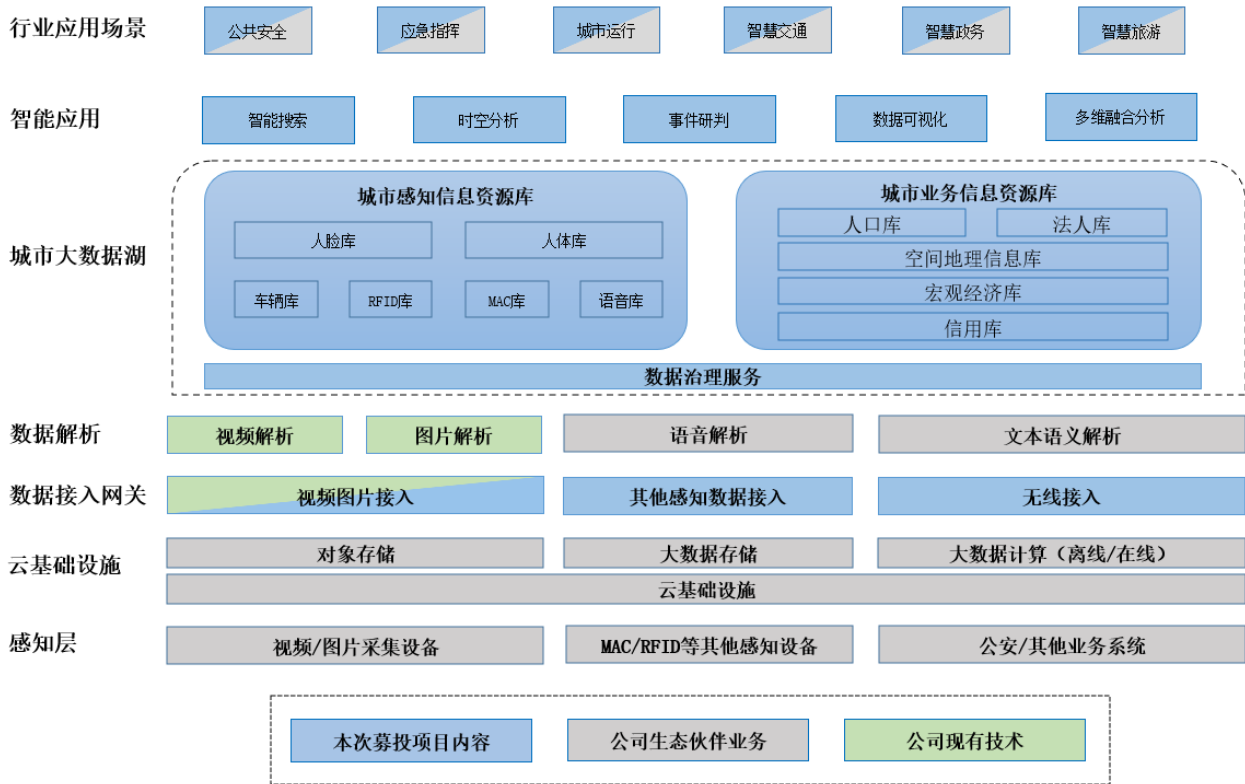 行业应用场景
公共安全
应急指挥
城市运行
智慧交通
智慧政务
智慧旅游
智能应用
智能搜索
时空分析
事件研判
数据可视化
多维融合分析
城市大数据湖
城市感知信息资源库
人脸库
人体库
车辆库
RFID库
MAC库
语音库
城市业务信息资源库
人口库
法人库
空间地理信息库
宏观经济库
信用库
数据治理服务
数据解析
视频解析
图片解析
语音解析
文本语义解析
数据接入网关
视频图片接入
其他感知数据接入
无线接入
云基础设施
对象存储
大数据存储
大数据计算（离线/在线）
云基础设施
感知层
视频/图片采集设备
MAC/RFID等其他感知设备
公安/其他业务系统
本次募投项目内容
公司生态伙伴业务
公司现有技术